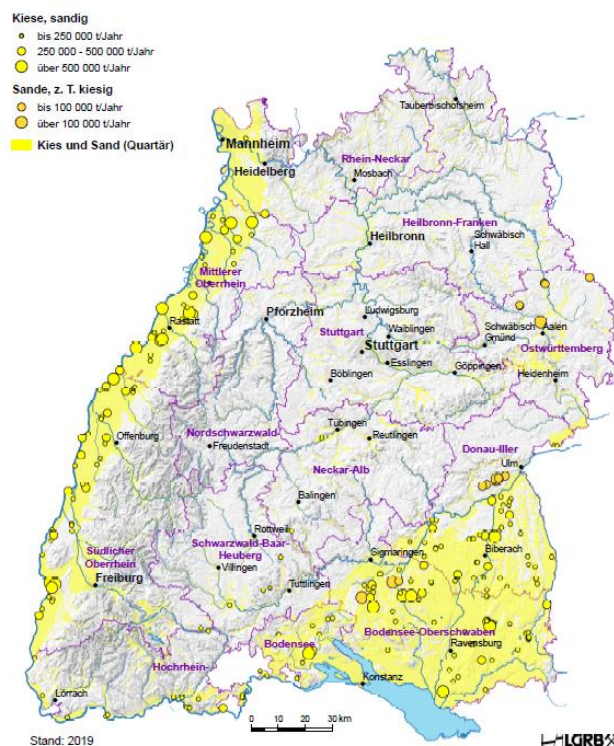 Kiese, sandig
bis 250 000 t/Jahr
250 000 - 500 000 t/Jahr
über 500 000 t/Jahr
Sande, z. T. kiesig
bis 100 000 t/Jahr
über 100 000 t/Jahr
Kies und Sand (Quartär)
Tauberbischofsheim
Mannheim
Rhein-Neckar
Heidelberg
Mosbach
Heilbronn-Franken
Heilbronn
Schwäbisch
Hall
Mittlerer
Oberrhein
Pforzheim
Ludwigsburg
Rastatt
Stuttgart
Waiblingen
Schwäbisch
Gmünd
Aalen
Stuttgart
Ostwürttemberg
Esslingen
Göppingen
Böblingen
Heidenheim
Nordschwarzwald
Tübingen
Offenburg
Freudenstadt
Reutlingen
Donau-Iller
Neckar-Alb
Ulm
Balingen
Rottweil
Südlicher
Oberrhein
Schwarzwald-Baar-
Heuberg
Sigmaringen
Biberach
Villingen
Freiburg
Tuttlingen
Bodensee-Oberschwaben
Hochrhein-
Bodensee
Ravensburg
Konstanz
Lörrach
0 10 20 30 km
Stand: 2019
LGRB